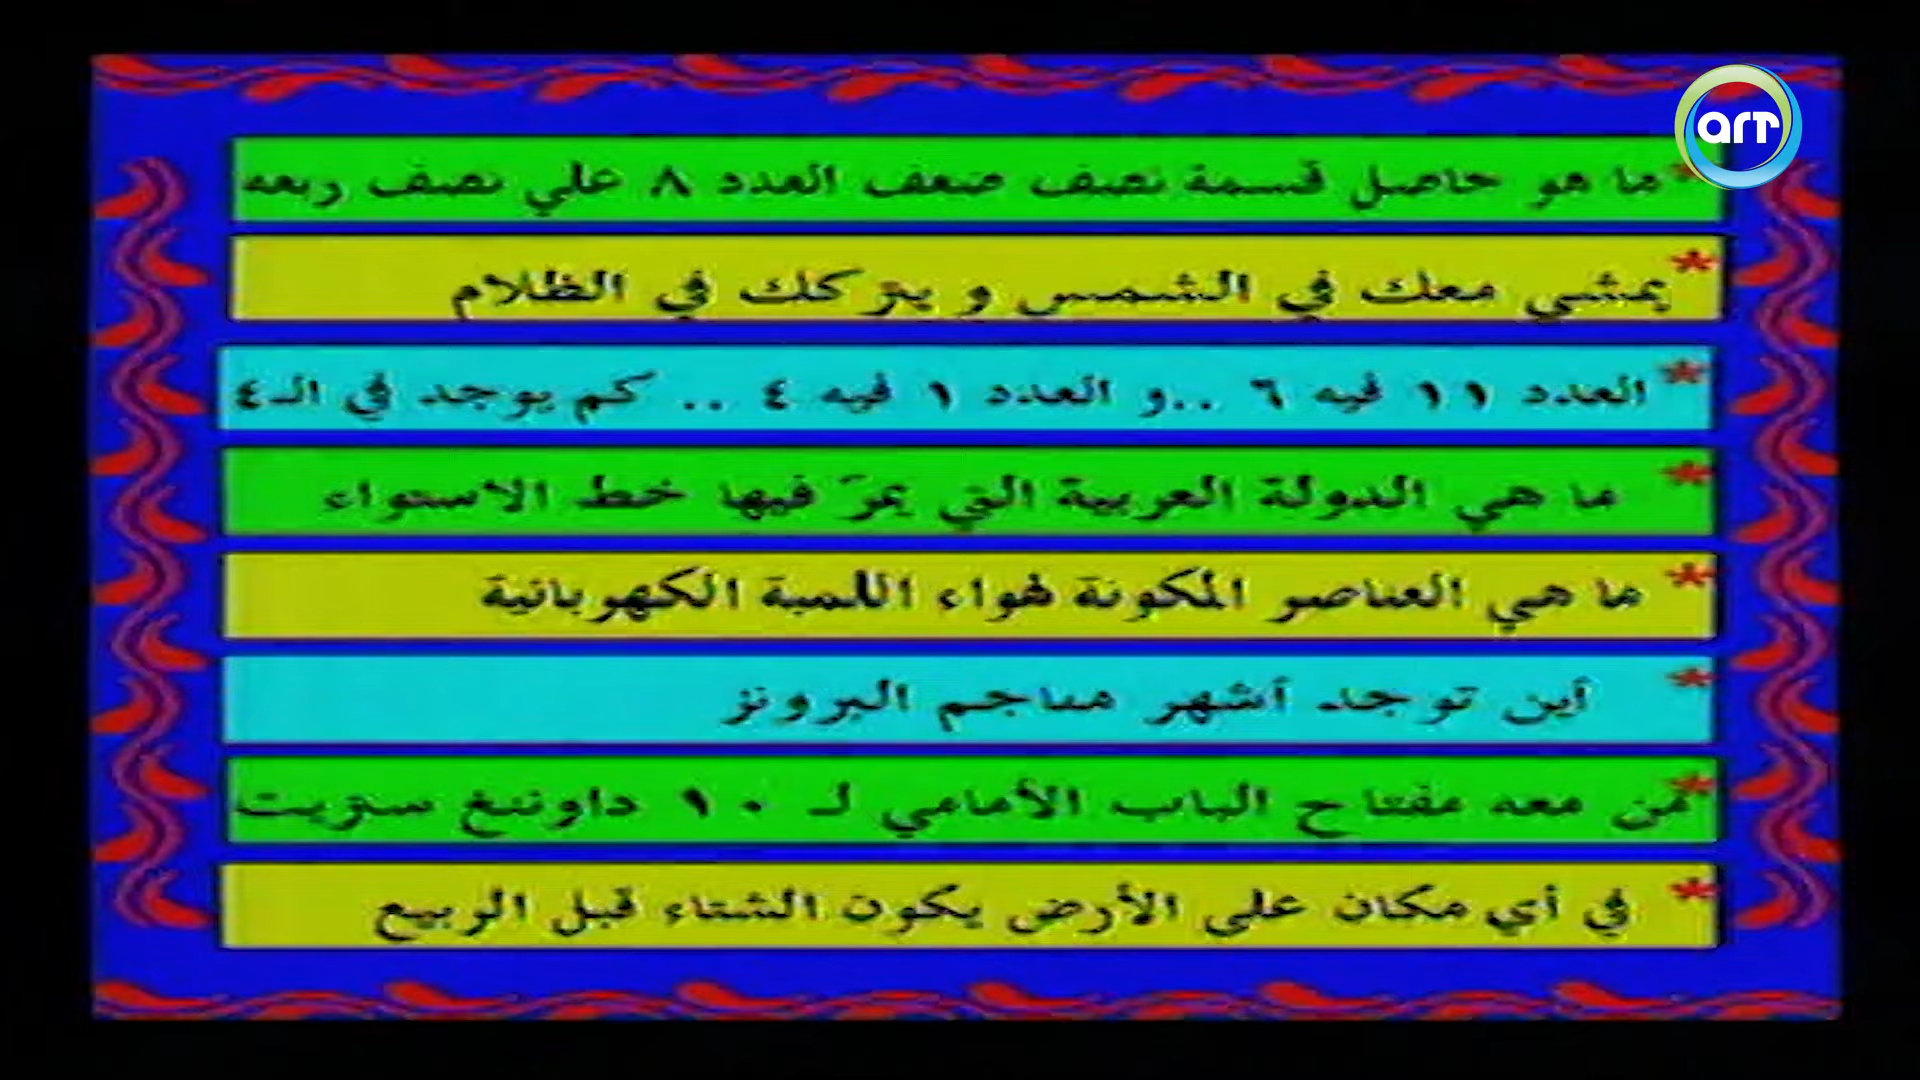 art
* ما هو حاصل قسمة نصف ضعف العدد ٨ علي نصف ربعه
* يمشي معك في الشمس و يتركك في الظلام
* العدد ١١ فيه ٦ ..و العدد ١ فيه ٤ .. كم يوجد في الـ٤
* ما هي الدولة العربية التي يمرّ فيها خط الاستواء
* ما هي العناصر المكونة لهواء اللمبة الكهربائية
* أين توجد أشهر مناجم البرونز
* من معه مفتاح الباب الأمامي لـ ١٠ داونينغ ستريت
* في أي مكان على الأرض يكون الشتاء قبل الربيع